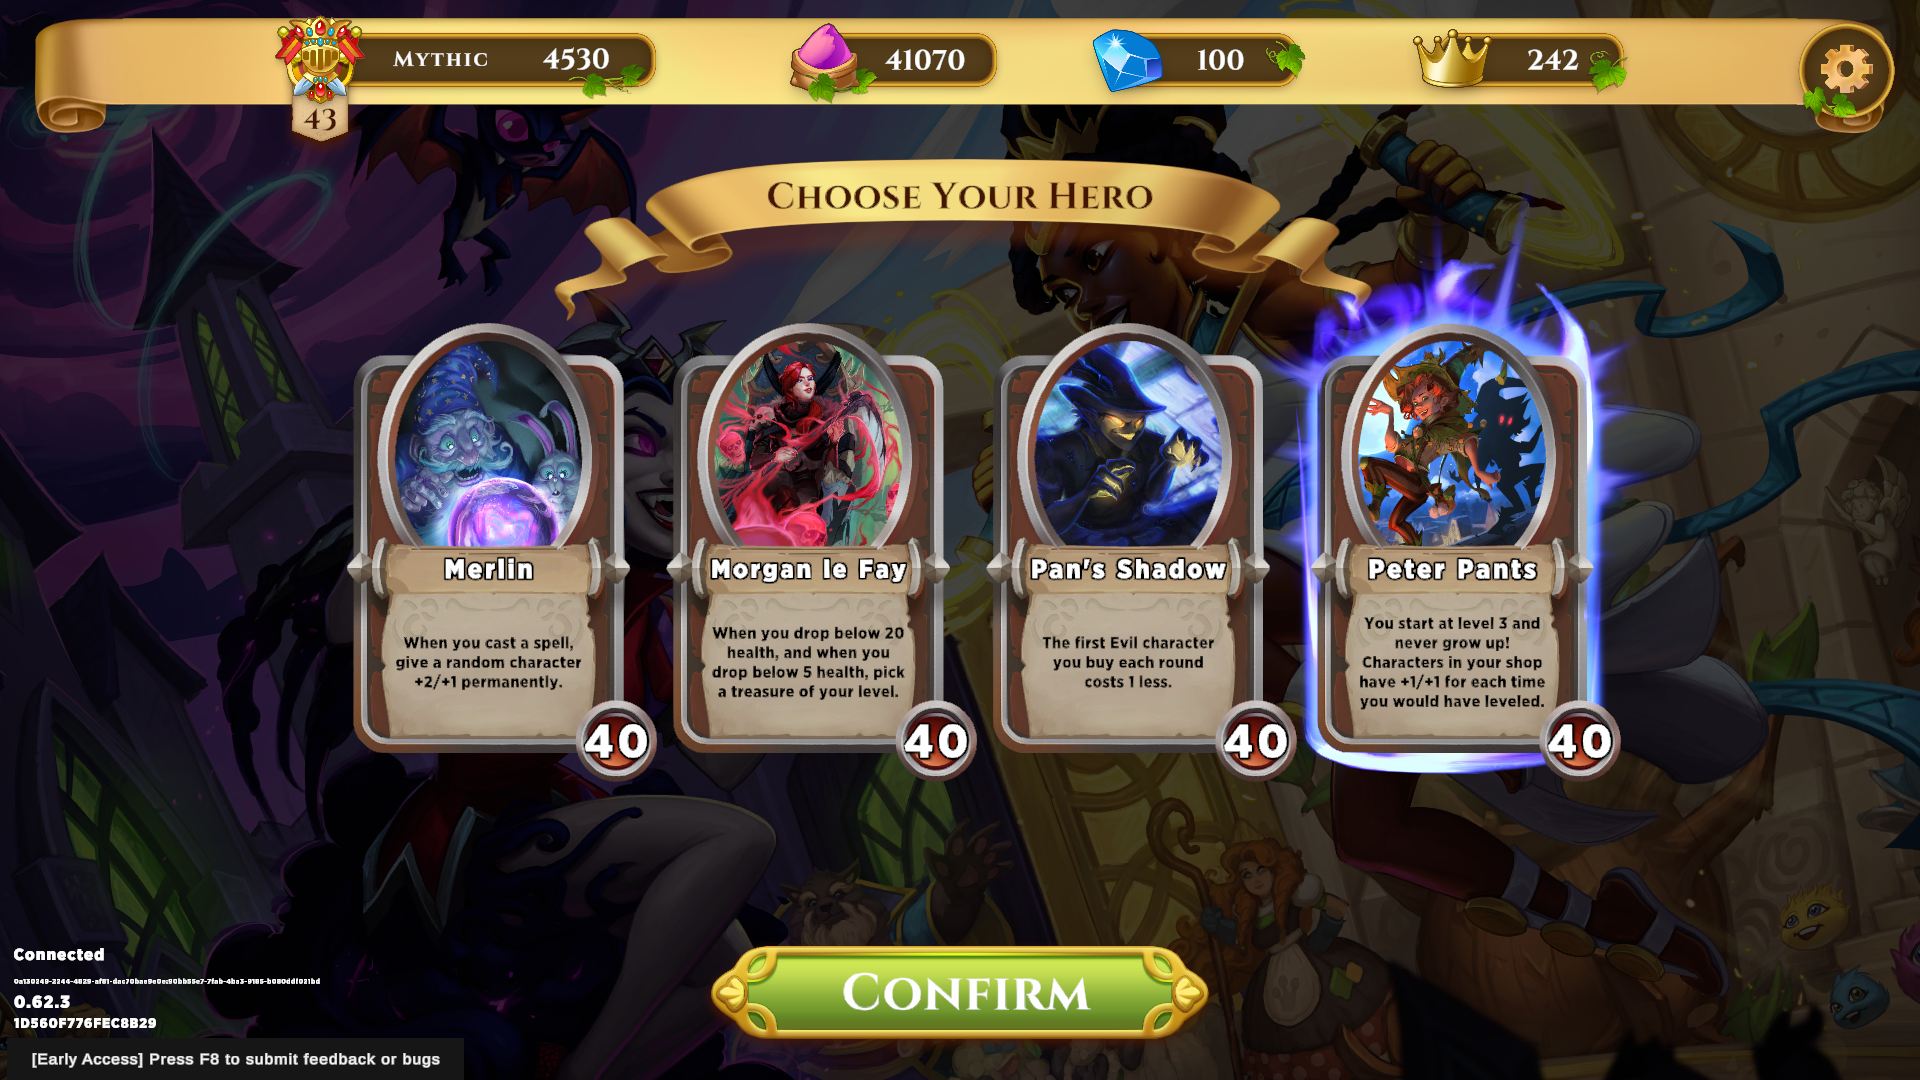 Mythic 4530
41070
100
242
43
Choose Your Hero
Merlin
When you cast a spell,
give a random character
+2/+1 permanently.
40
Morgan le Fay
When you drop below 20
health, and when you
drop below 5 health, pick
a treasure of your level.
40
Pan's Shadow
The first Evil character
you buy each round
costs 1 less.
40
Peter Pants
You start at level 3 and
never grow up!
Characters in your shop
have +1/+1 for each time
you would have leveled.
40
Confirm
Connected
0.62.3
1D560F776FEC8B29
[Early Access] Press F8 to submit feedback or bugs